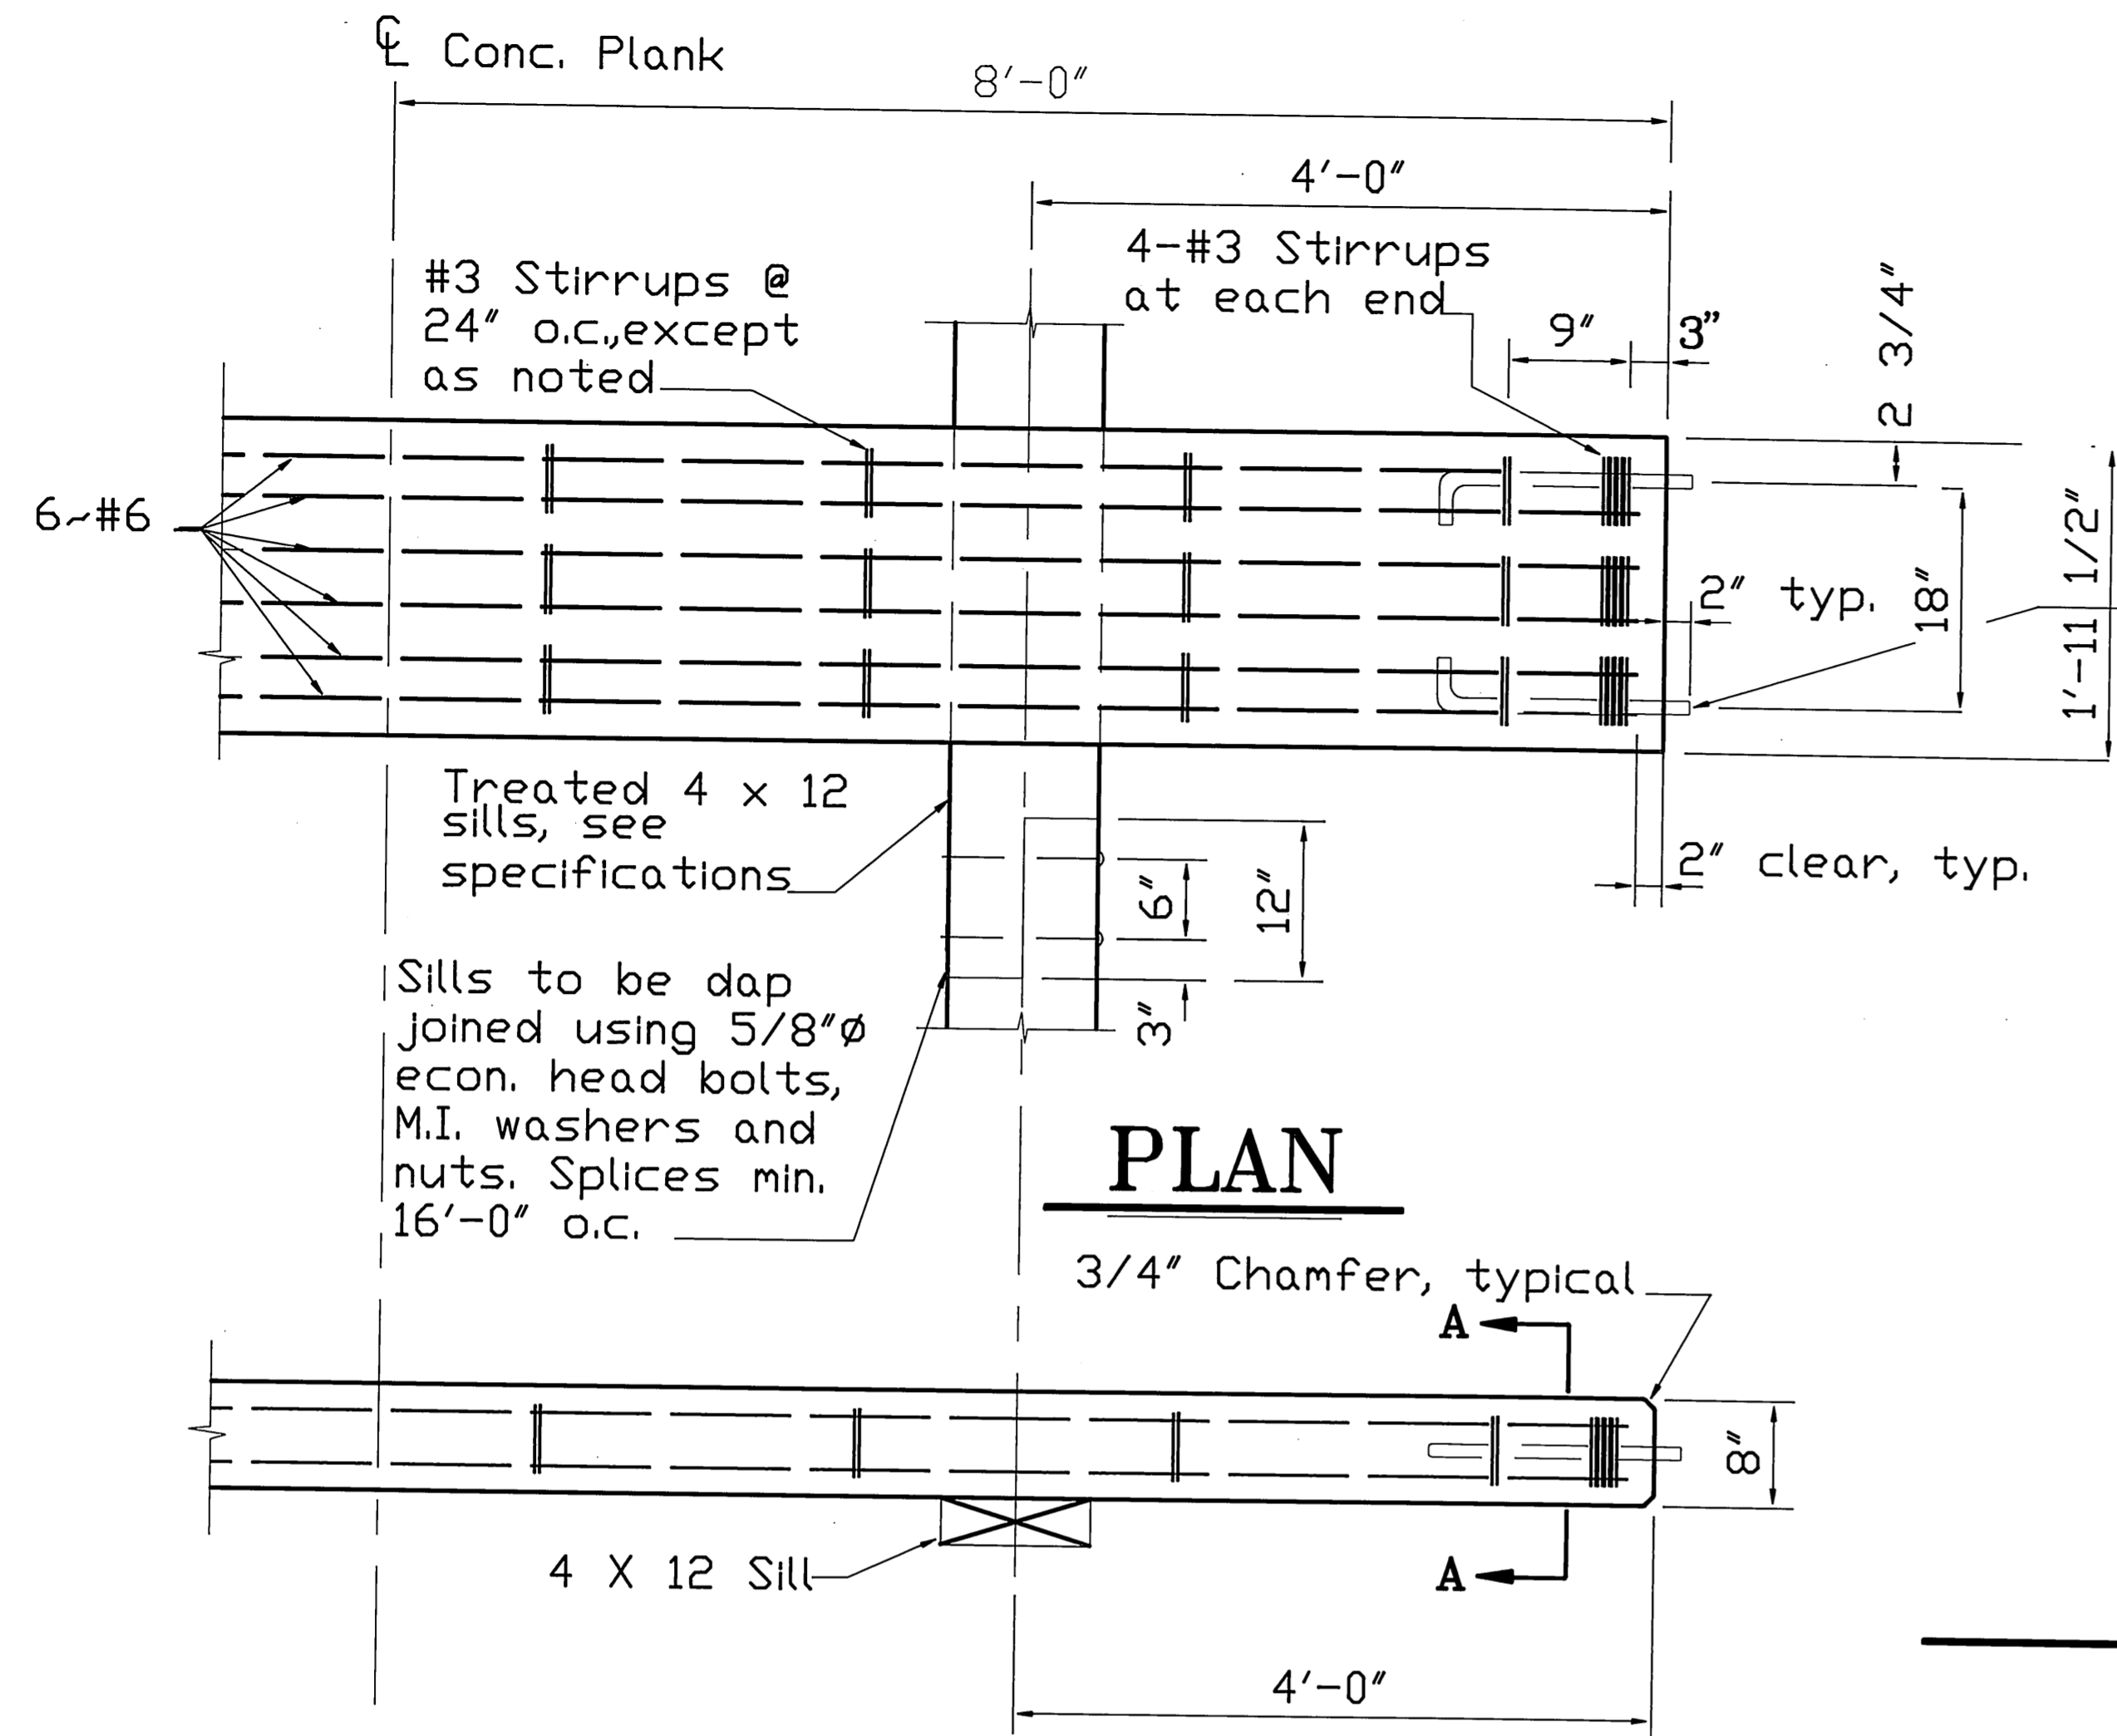 ℄ Conc. Plank
8'-0"
4'-0"
#3 Stirrups @
24" o.c.,except
as noted
4-#3 Stirrups
at each end
9"
3"
2 3/4"
6~#6
2" typ.
18"
1'-11 1/2"
Treated 4 x 12
sills, see
specifications
6"
12"
3"
2" clear, typ.
Sills to be dap
joined using 5/8"Ø
econ. head bolts,
M.I. washers and
nuts. Splices min.
16'-0" o.c.
PLAN
3/4" Chamfer, typical
A
8"
4 X 12 Sill
A
4'-0"